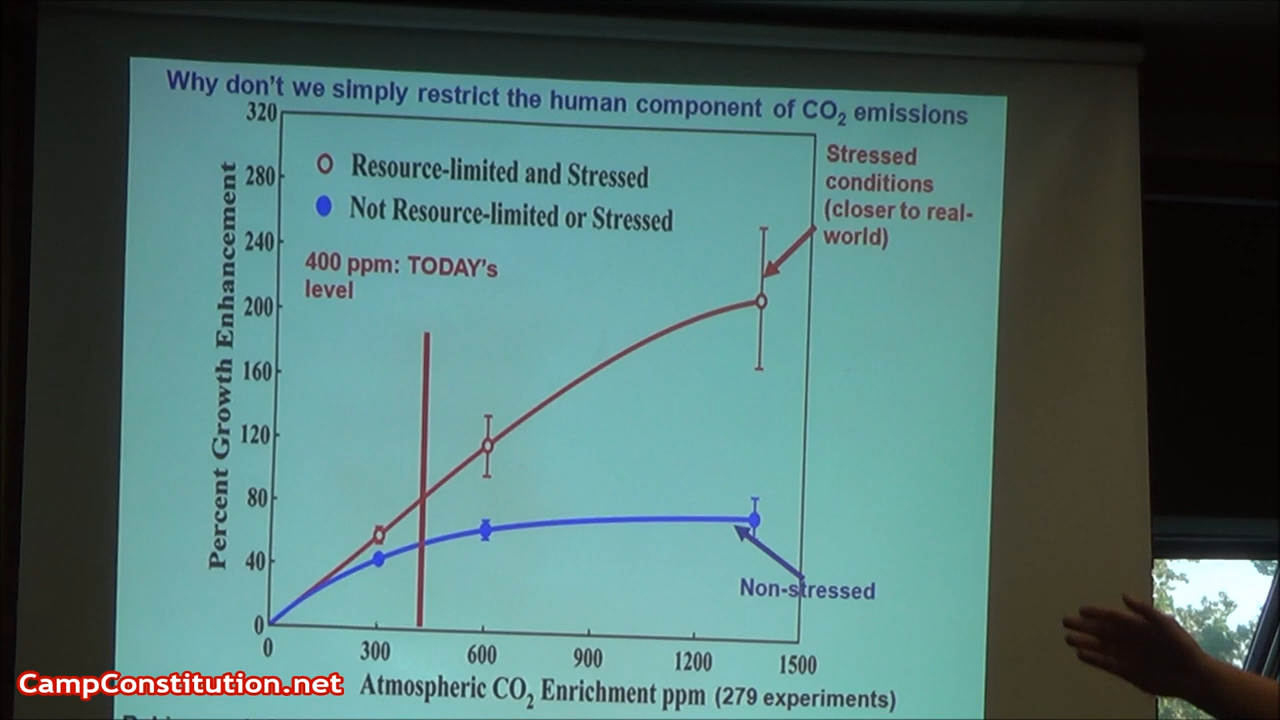 Why don't we simply restrict the human component of CO₂ emissions
320
280
240
200
160
120
80
40
0
Percent Growth Enhancement
Resource-limited and Stressed
Not Resource-limited or Stressed
400 ppm: TODAY's
level
Stressed
conditions
(closer to real-
world)
Non-stressed
0 300 600 900 1200 1500
Atmospheric CO₂ Enrichment ppm (279 experiments)
CampConstitution.net